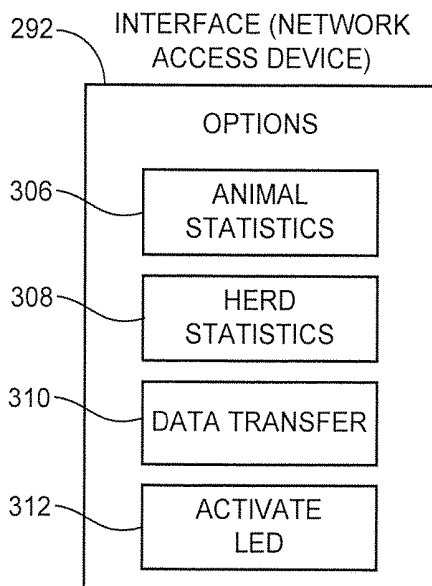 INTERFACE (NETWORK
ACCESS DEVICE)
292
OPTIONS
306
ANIMAL
STATISTICS
308
HERD
STATISTICS
310
DATA TRANSFER
312
ACTIVATE
LED